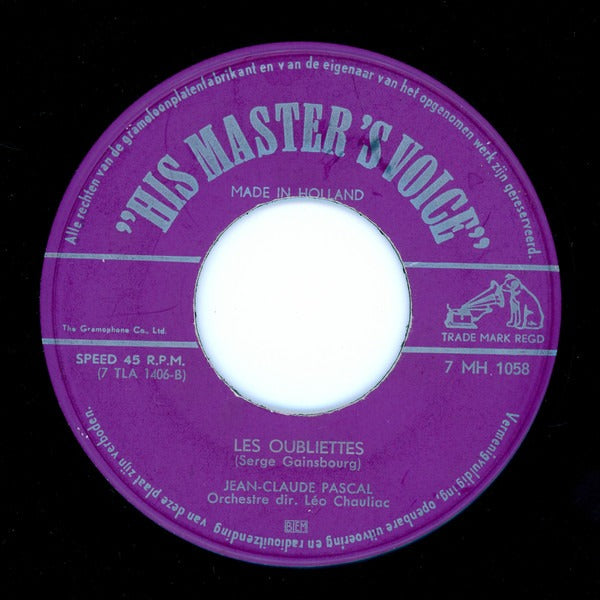 Alle rechten van de gramofoonplatenfabrikant en van de eigenaar van het opgenomen werk zijn gereserveerd.
"HIS MASTER'S VOICE"
MADE IN HOLLAND
The Gramophone Co., Ltd.
TRADE MARK REGD
SPEED 45 R.P.M.
(7 TLA 1406-B)
7 MH 1058
LES OUBLIETTES
(Serge Gainsbourg)
JEAN-CLAUDE PASCAL
Orchestre dir. Léo Chauliac
BIEM
Vermenigvuldiging, openbare uitvoering en radiouitzending van deze plaat zijn verboden.